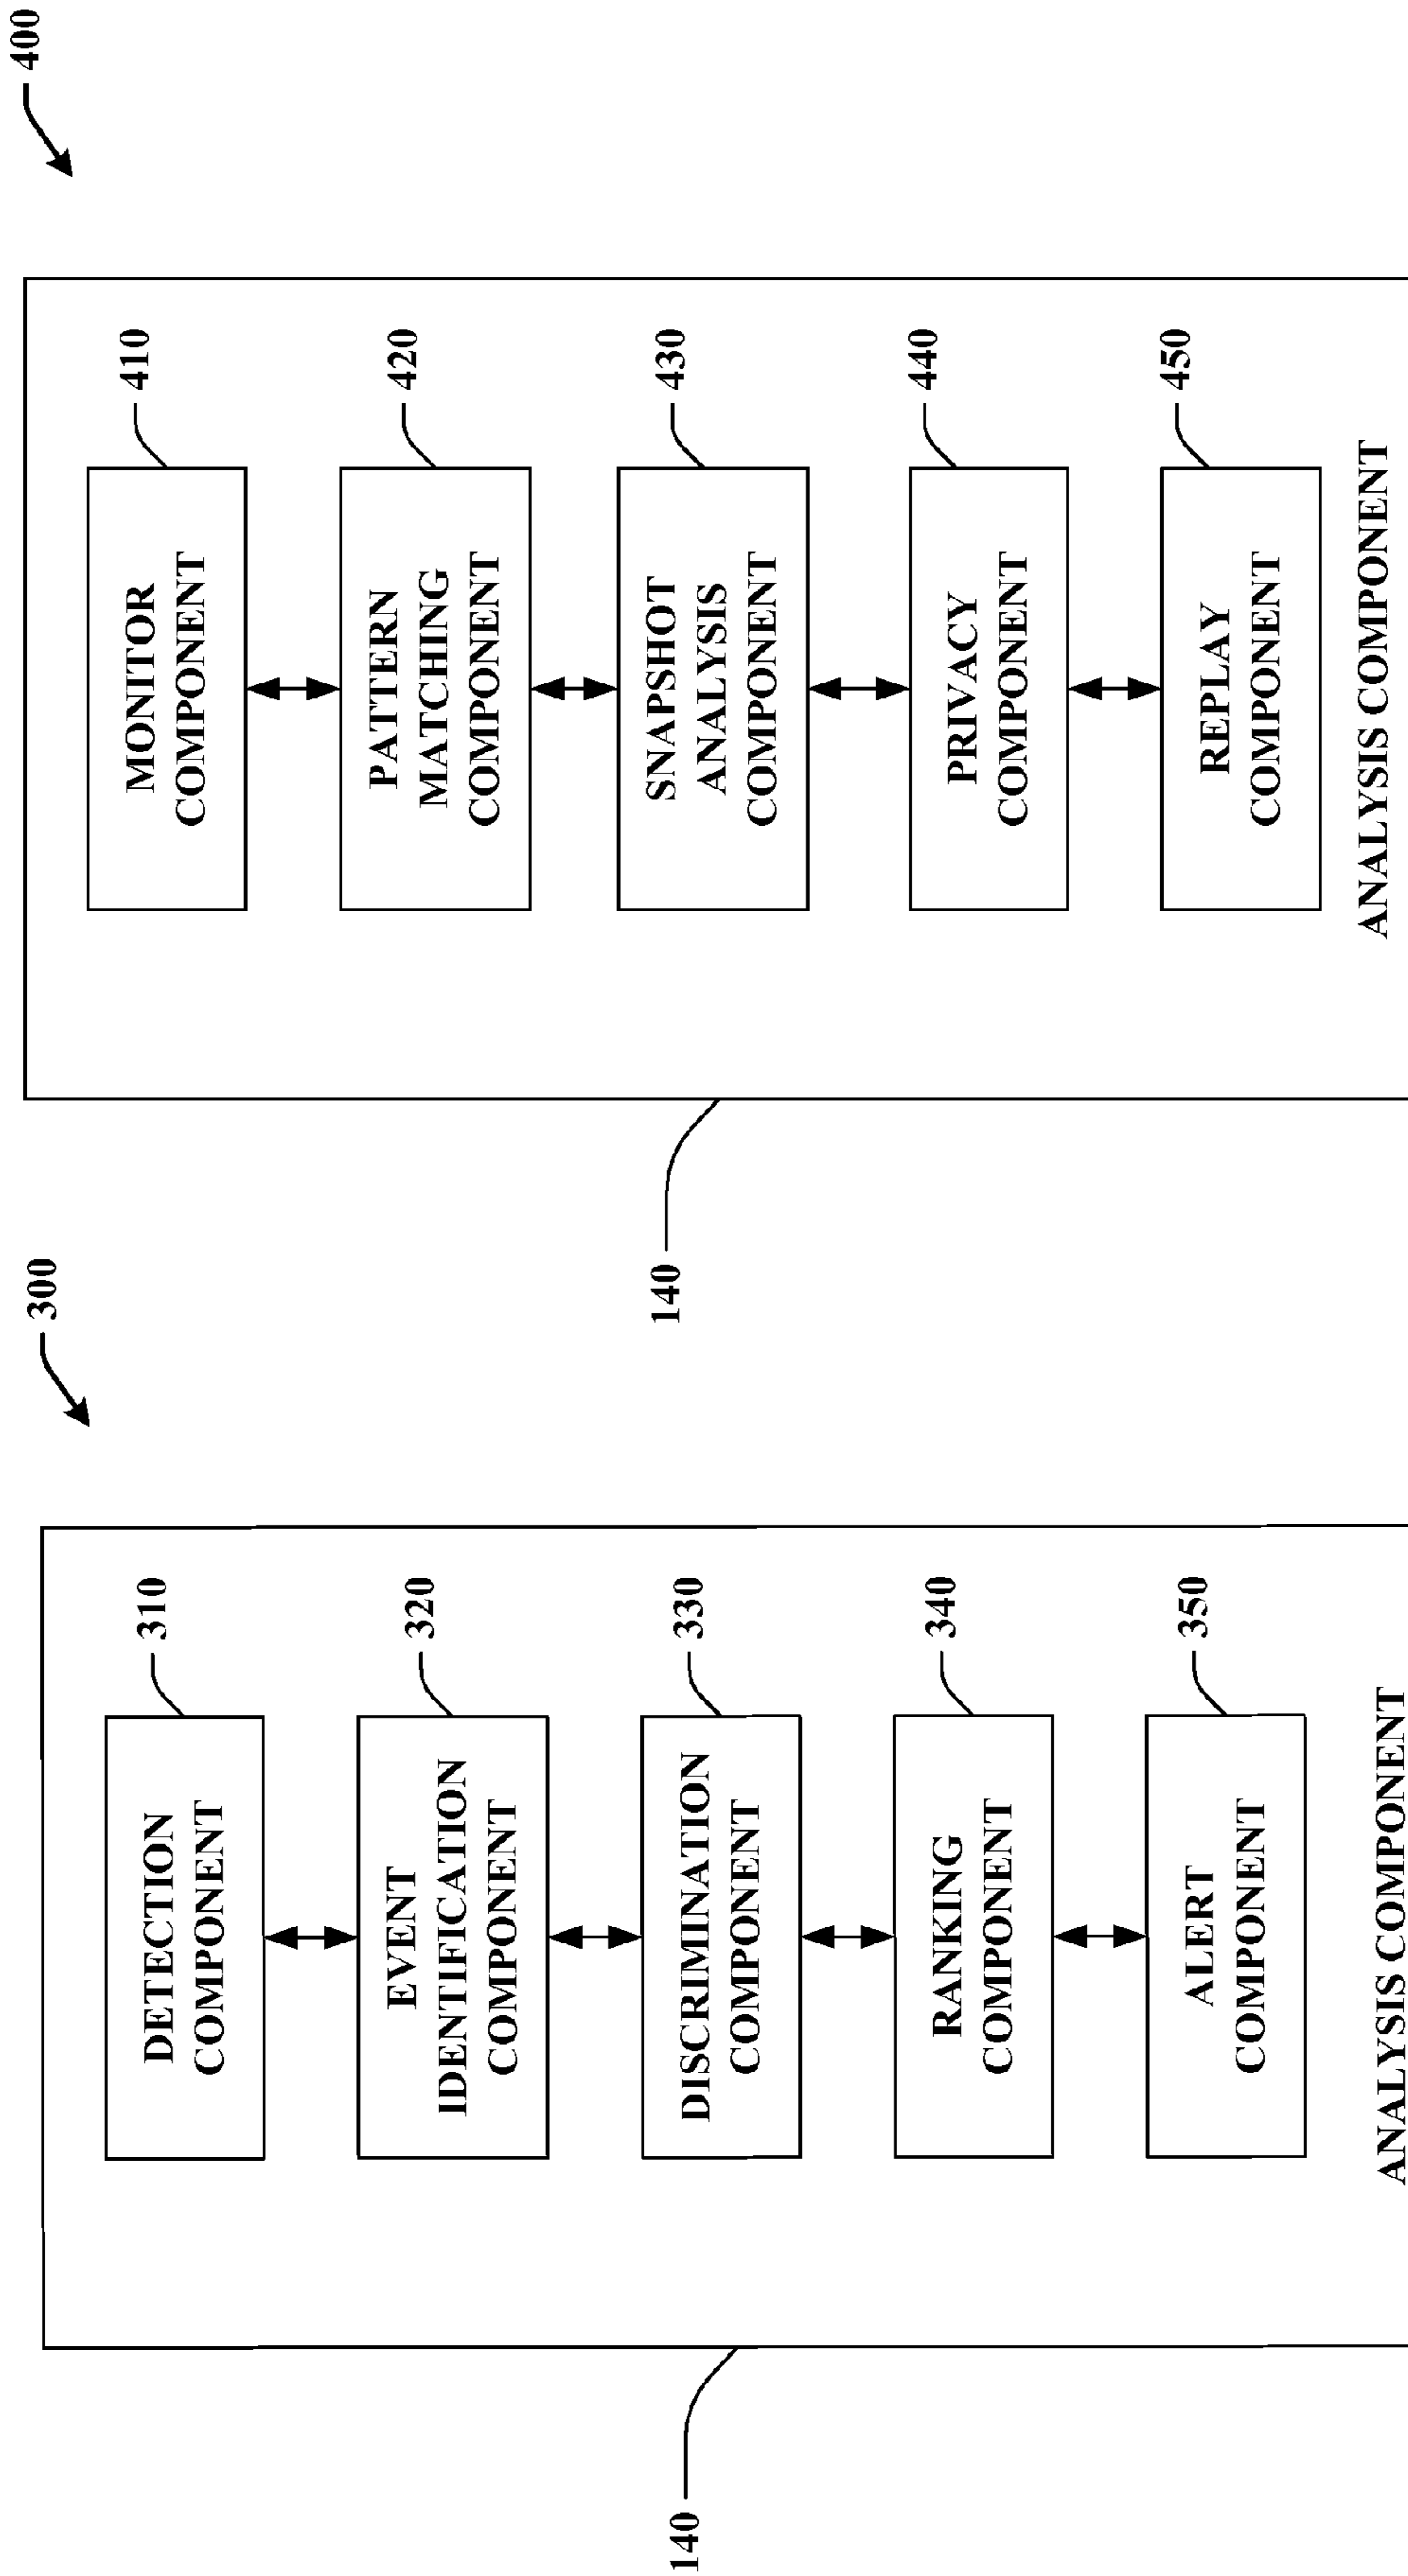 300
DETECTION
COMPONENT
310
EVENT
IDENTIFICATION
COMPONENT
320
DISCRIMINATION
COMPONENT
330
140
RANKING
COMPONENT
340
ALERT
COMPONENT
350
ANALYSIS COMPONENT
400
MONITOR
COMPONENT
410
PATTERN
MATCHING
COMPONENT
420
SNAPSHOT
ANALYSIS
COMPONENT
430
140
PRIVACY
COMPONENT
440
REPLAY
COMPONENT
450
ANALYSIS COMPONENT